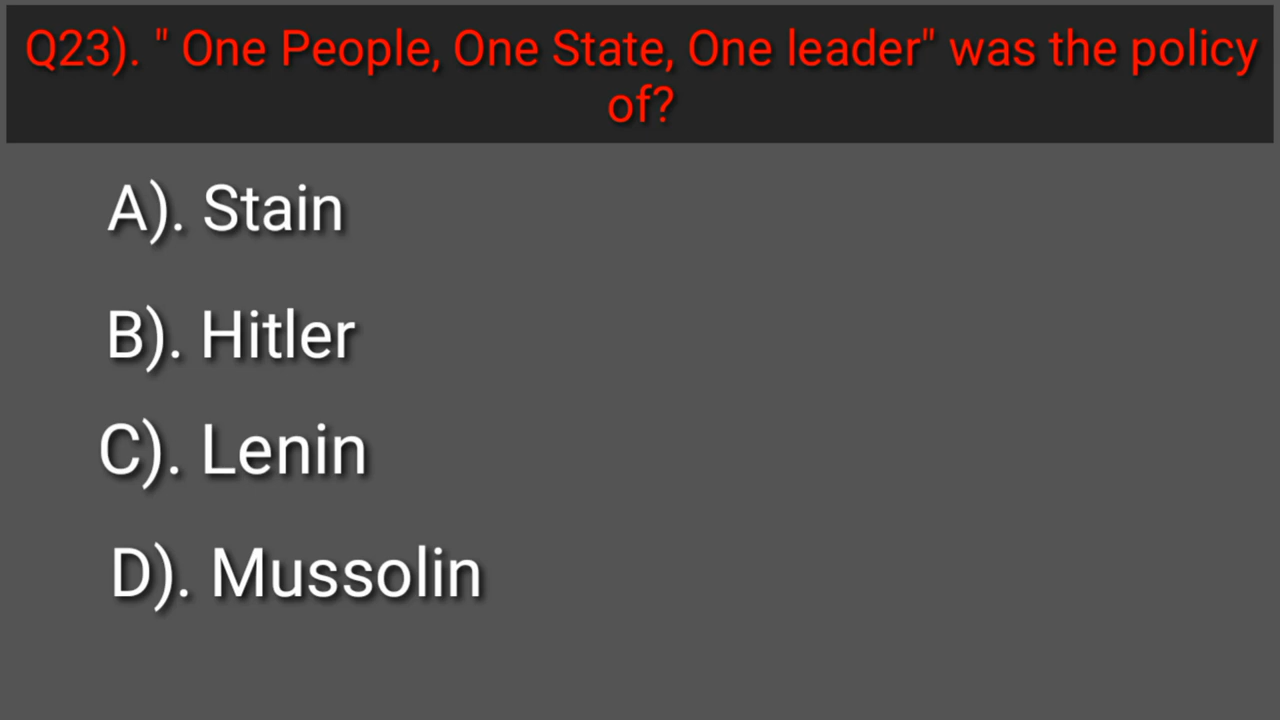 Q23). " One People, One State, One leader" was the policy
of?
A). Stain
B). Hitler
C). Lenin
D). Mussolin